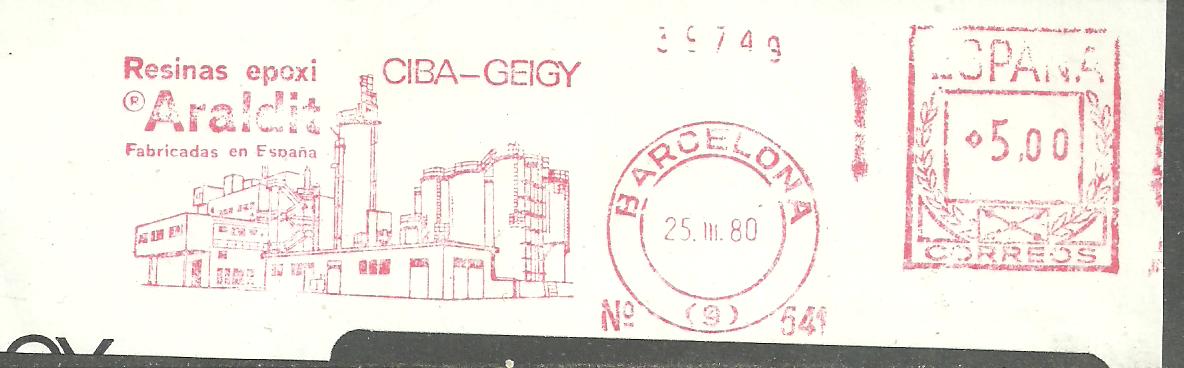 Resinas epoxi
® Araldit
Fabricadas en España
CIBA–GEIGY
BARCELONA
25.III.80
(9)
Nº
ESPAÑA
5,00
CORREOS